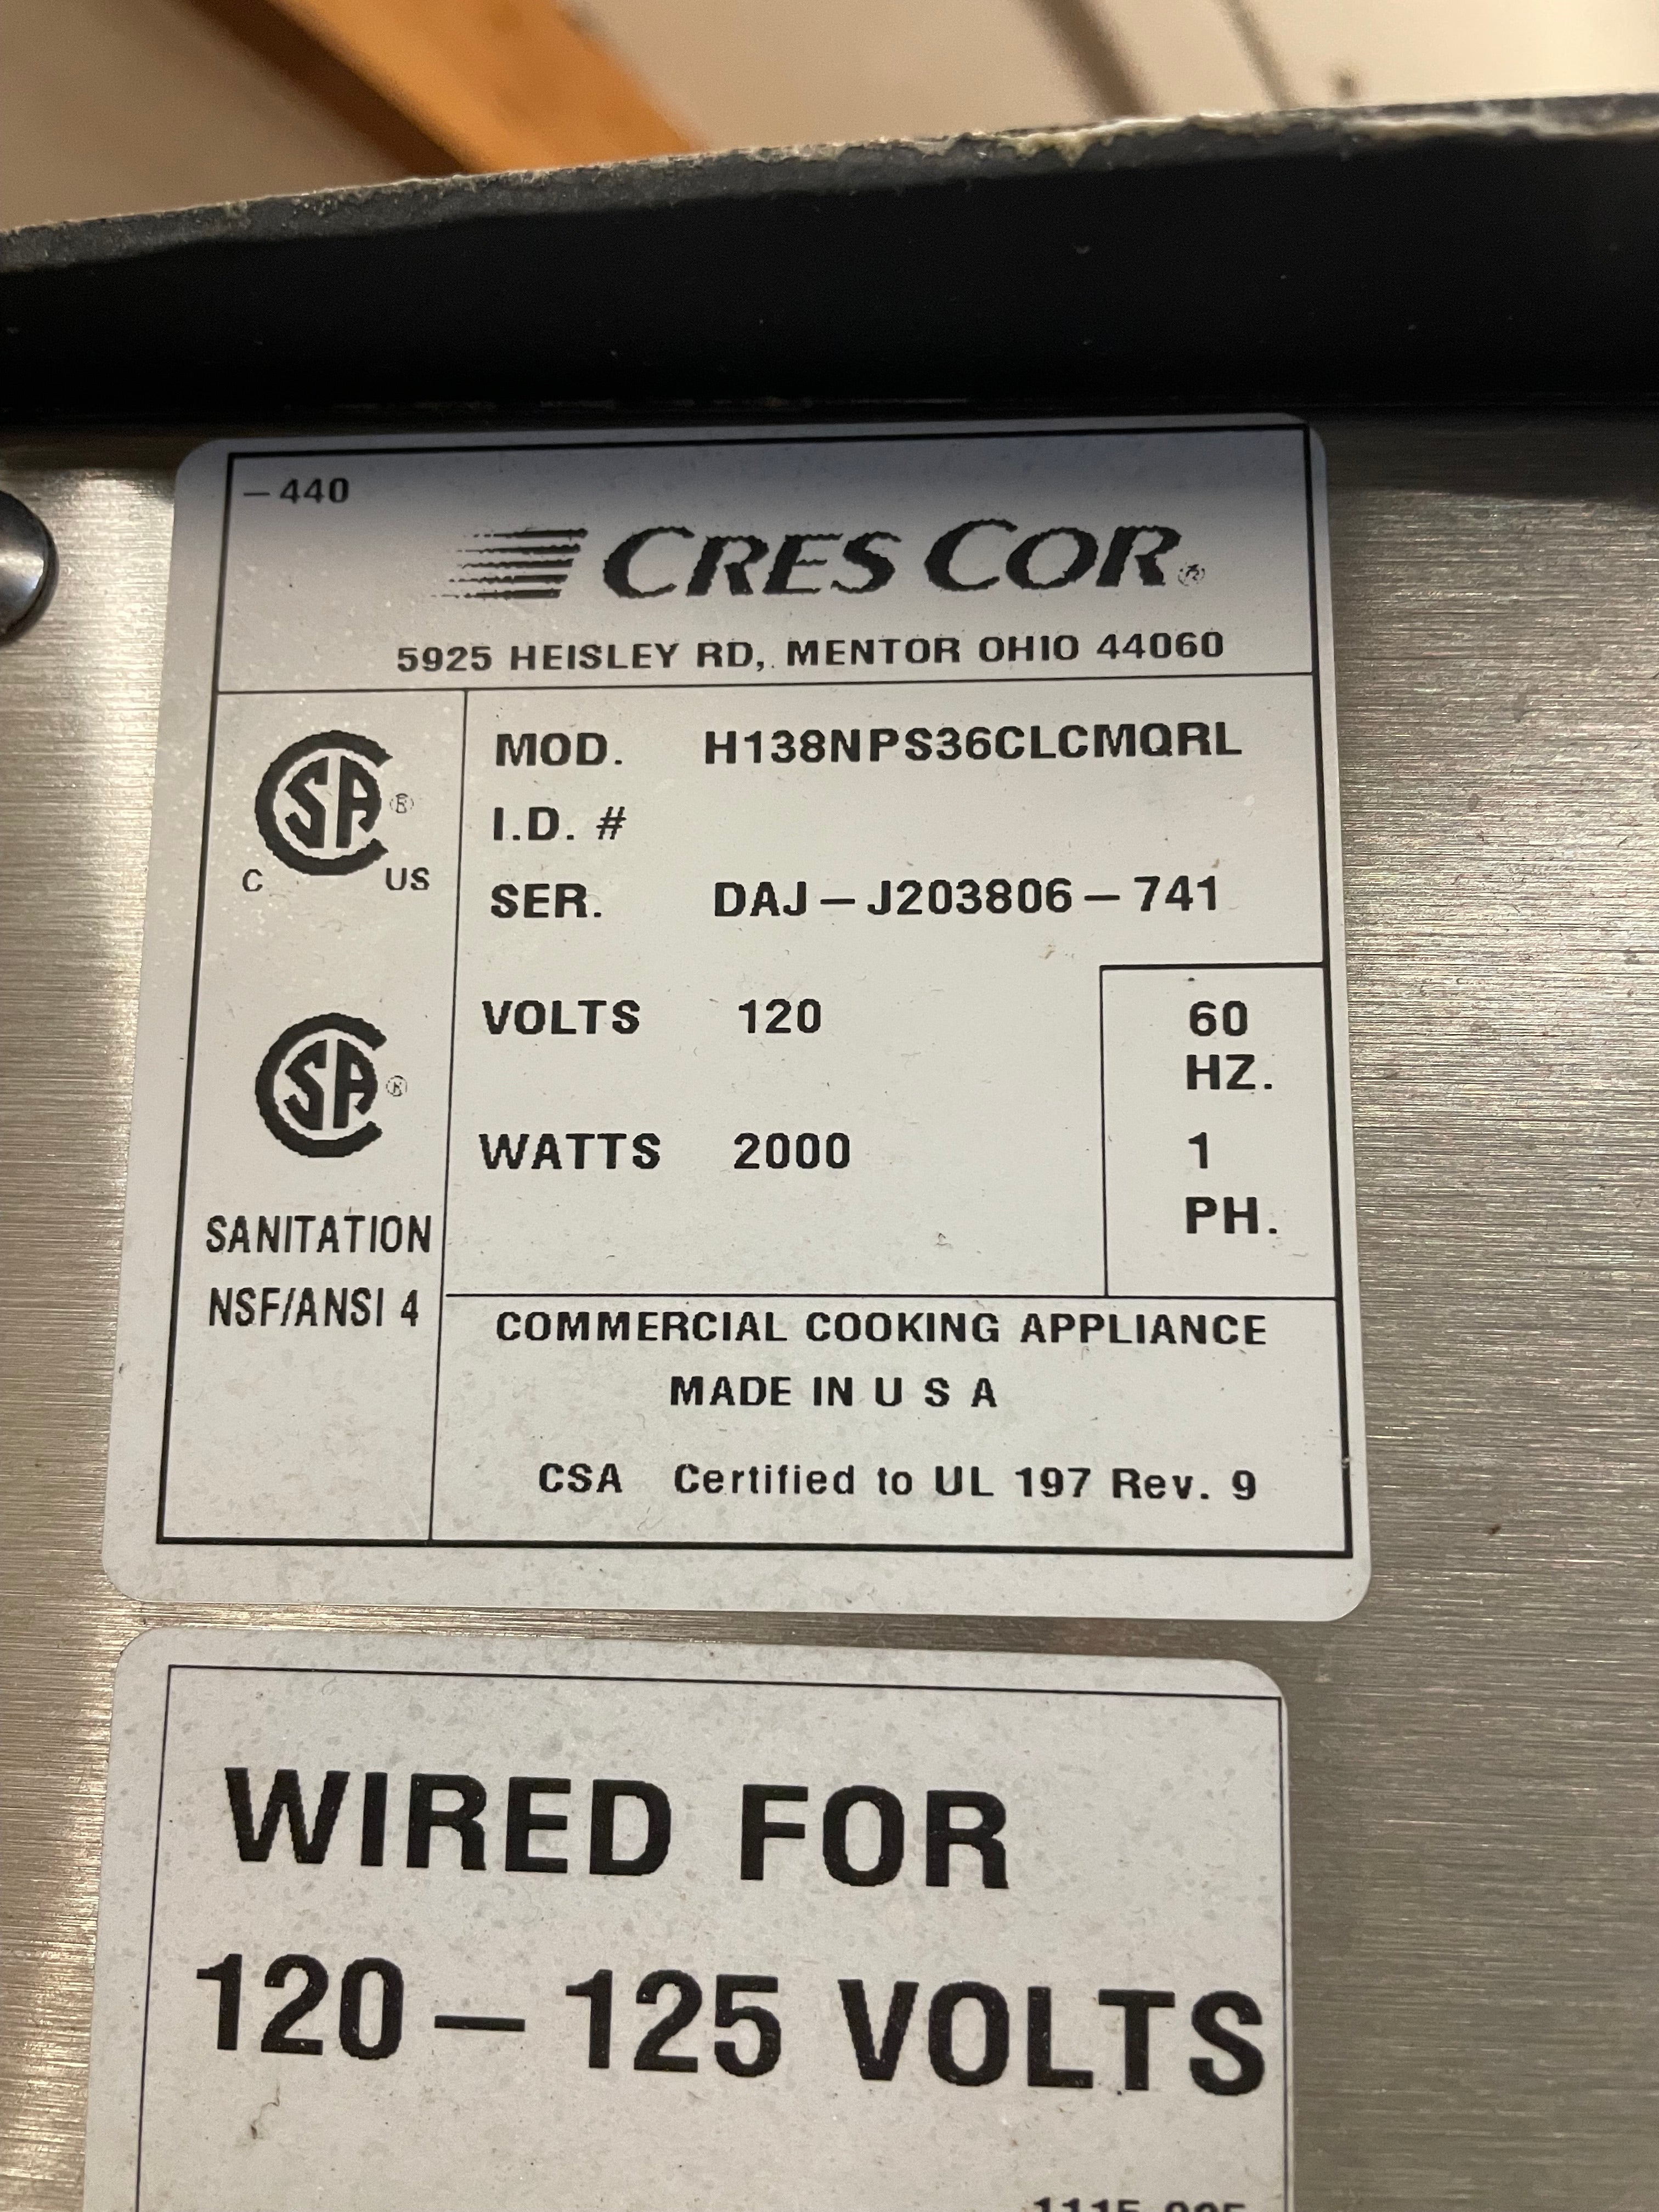 —440
CRES COR®
5925 HEISLEY RD, MENTOR OHIO 44060
CSA®
C US
MOD. H138NPS36CLCMQRL
I.D. #
SER. DAJ—J203806—741
CSA®
SANITATION
NSF/ANSI 4
VOLTS 120
WATTS 2000
60
HZ.
1
PH.
COMMERCIAL COOKING APPLIANCE
MADE IN U S A
CSA Certified to UL 197 Rev. 9
WIRED FOR
120—125 VOLTS